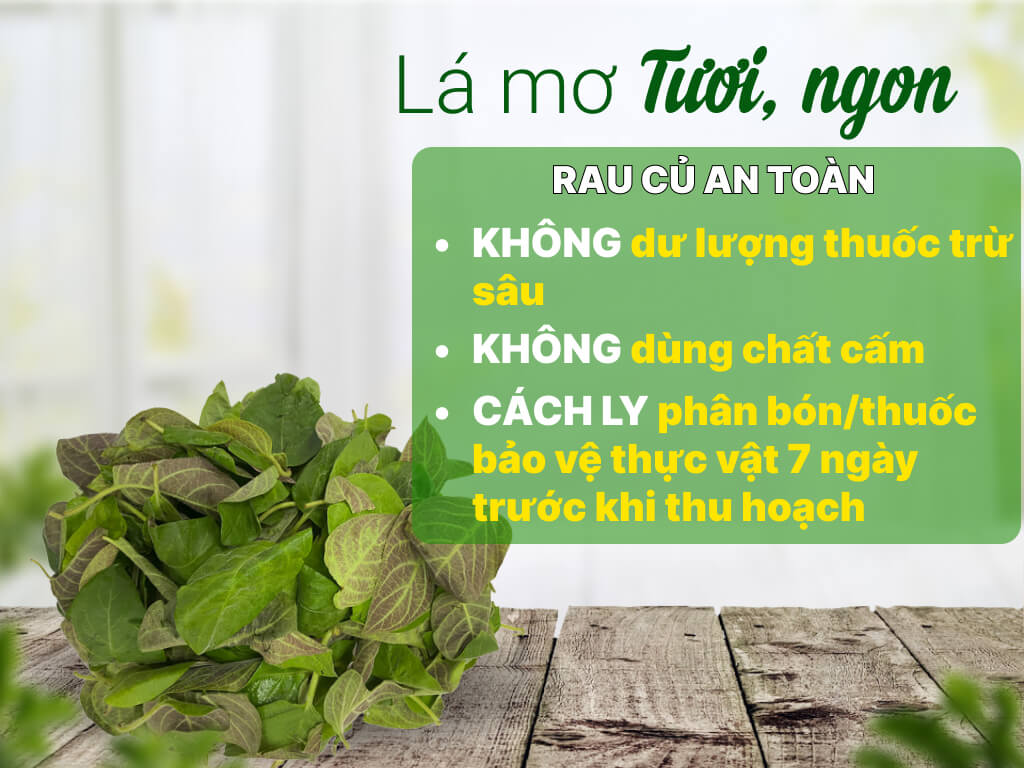 Lá mơ Tươi, ngon
RAU CỦ AN TOÀN
• KHÔNG dư lượng thuốc trừ
sâu
• KHÔNG dùng chất cấm
• CÁCH LY phân bón/thuốc
bảo vệ thực vật 7 ngày
trước khi thu hoạch